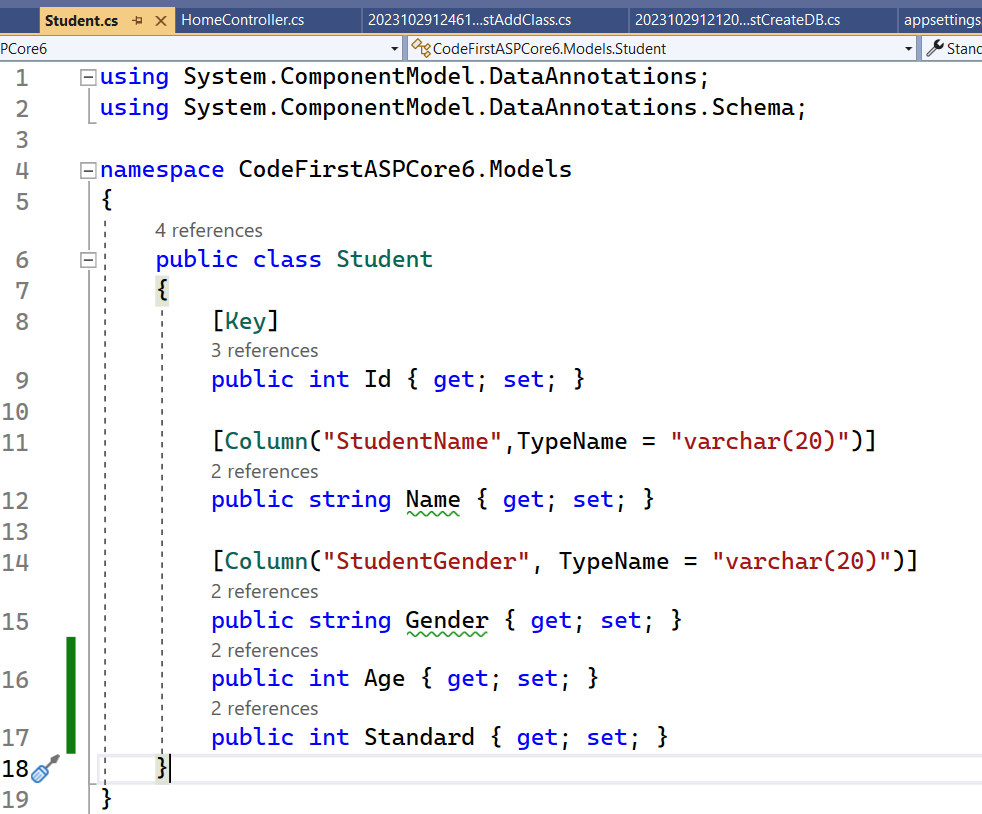 Student.cs HomeController.cs 2023102912461...stAddClass.cs 2023102912120...stCreateDB.cs appsettings
PCore6 CodeFirstASPCore6.Models.Student Stand
1 using System.ComponentModel.DataAnnotations;
2 using System.ComponentModel.DataAnnotations.Schema;
3
4 namespace CodeFirstASPCore6.Models
5 {
4 references
6 public class Student
7 {
8 [Key]
3 references
9 public int Id { get; set; }
10
11 [Column("StudentName",TypeName = "varchar(20)")]
2 references
12 public string Name { get; set; }
13
14 [Column("StudentGender", TypeName = "varchar(20)")]
2 references
15 public string Gender { get; set; }
2 references
16 public int Age { get; set; }
2 references
17 public int Standard { get; set; }
18 }
19 }